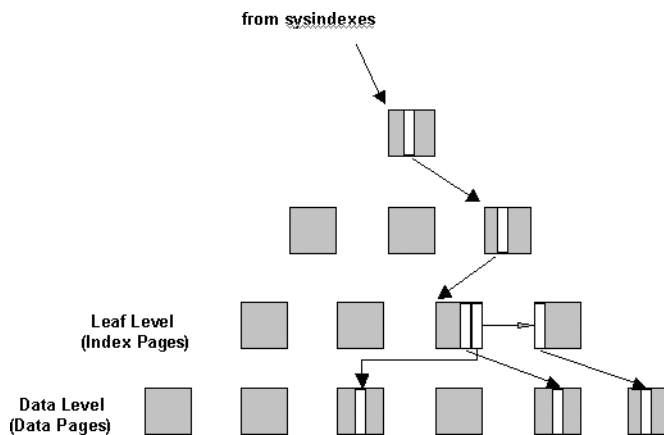 from sysindexes
Leaf Level
(Index Pages)
Data Level
(Data Pages)